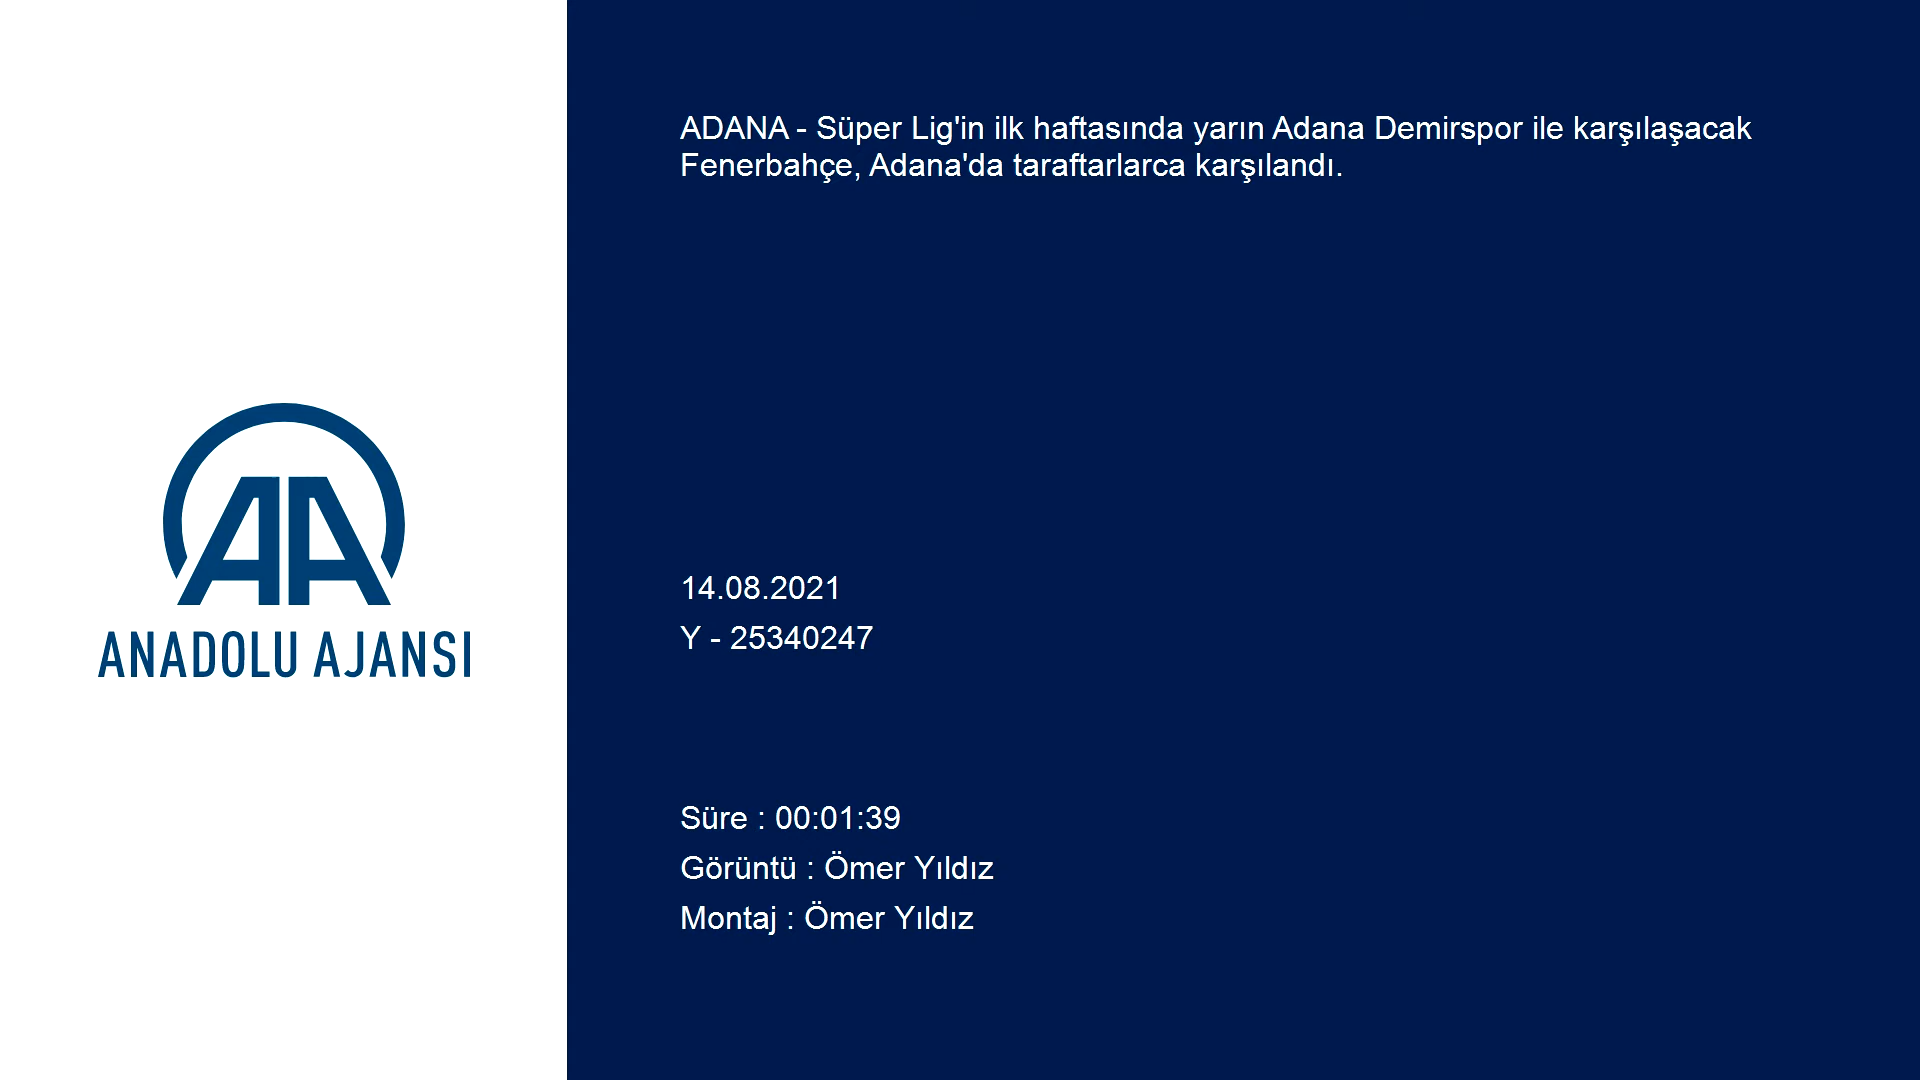 ADANA - Süper Lig'in ilk haftasında yarın Adana Demirspor ile karşılaşacak
Fenerbahçe, Adana'da taraftarlarca karşılandı.
AA
ANADOLU AJANSI
14.08.2021
Y - 25340247
Süre : 00:01:39
Görüntü : Ömer Yıldız
Montaj : Ömer Yıldız